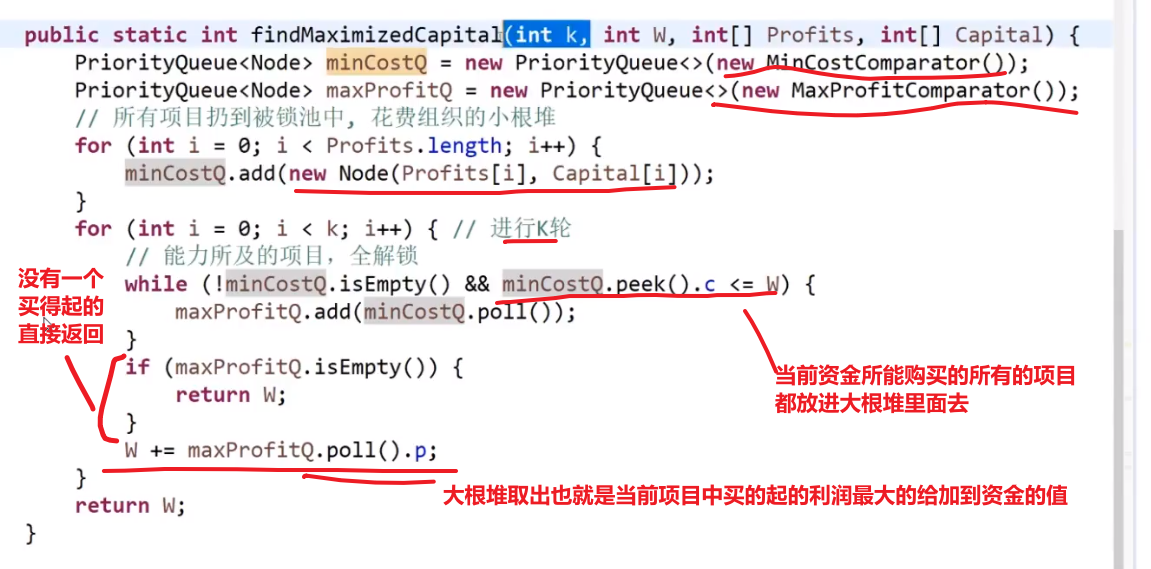 public static int findMaximizedCapital(int k, int W, int[] Profits, int[] Capital) {
PriorityQueue<Node> minCostQ = new PriorityQueue<>(new MinCostComparator());
PriorityQueue<Node> maxProfitQ = new PriorityQueue<>(new MaxProfitComparator());
// 所有项目扔到被锁池中, 花费组织的小根堆
for (int i = 0; i < Profits.length; i++) {
minCostQ.add(new Node(Profits[i], Capital[i]));
}
for (int i = 0; i < k; i++) { // 进行K轮
// 能力所及的项目, 全解锁
while (!minCostQ.isEmpty() && minCostQ.peek().c <= W) {
maxProfitQ.add(minCostQ.poll());
}
if (maxProfitQ.isEmpty()) {
return W;
}
W += maxProfitQ.poll().p;
}
return W;
}
没有一个
买得起的
直接返回
当前资金所能购买的所有的项目
都放进大根堆里面去
大根堆取出也就是当前项目中买的起的利润最大的给加到资金的值